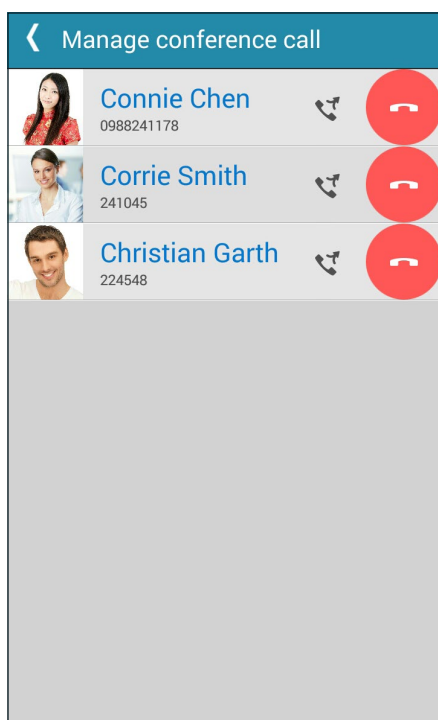 Manage conference call
Connie Chen
0988241178
Corrie Smith
241045
Christian Garth
224548